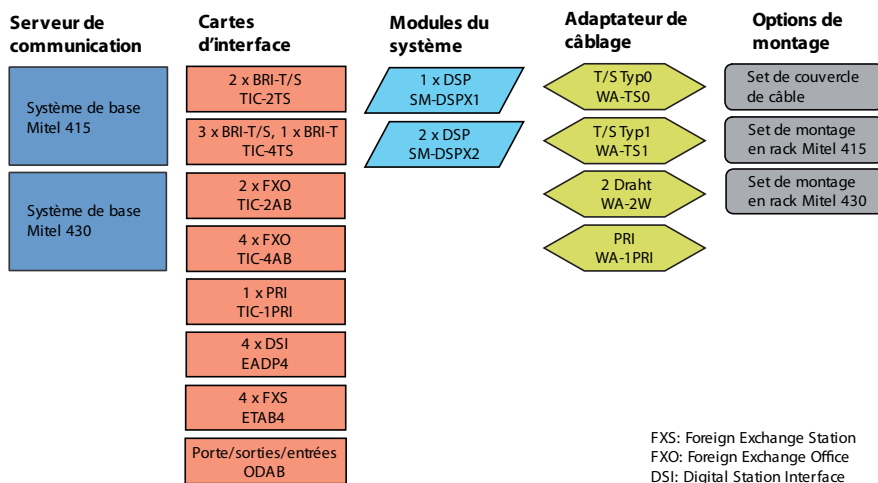 Serveur de
communication
Système de base
Mitel 415
Système de base
Mitel 430
Cartes
d'interface
2 x BRI-T/S
TIC-2TS
3 x BRI-T/S, 1 x BRI-T
TIC-4TS
2 x FXO
TIC-2AB
4 x FXO
TIC-4AB
1 x PRI
TIC-1PRI
4 x DSI
EADP4
4 x FXS
ETAB4
Porte/sorties/entrées
ODAB
Modules du
système
1 x DSP
SM-DSPX1
2 x DSP
SM-DSPX2
Adaptateur de
câblage
T/S Typ0
WA-TS0
T/S Typ1
WA-TS1
2 Draht
WA-2W
PRI
WA-1PRI
Options de
montage
Set de couvercle
de câble
Set de montage
en rack Mitel 415
Set de montage
en rack Mitel 430
FXS: Foreign Exchange Station
FXO: Foreign Exchange Office
DSI: Digital Station Interface